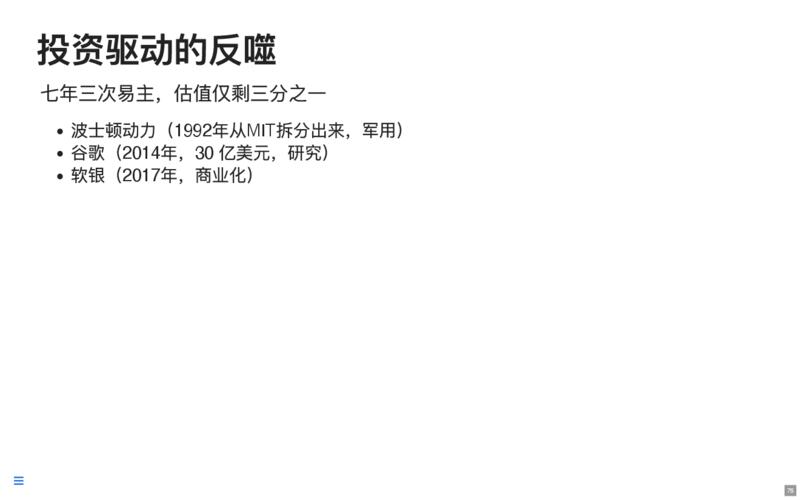 投资驱动的反噬
七年三次易主，估值仅剩三分之一
• 波士顿动力（1992年从MIT拆分出来，军用）
• 谷歌（2014年，30 亿美元，研究）
• 软银（2017年，商业化）